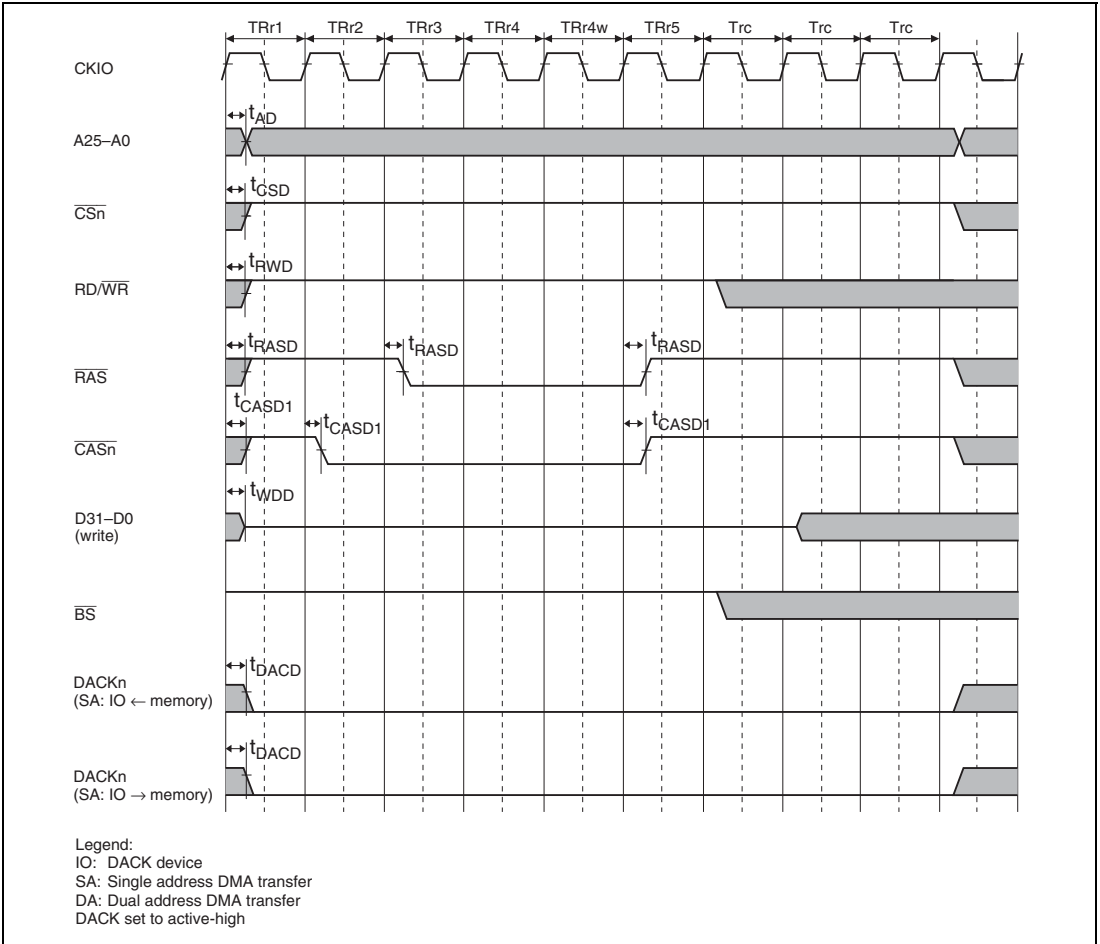 TRr1 TRr2 TRr3 TRr4 TRr4w TRr5 Trc Trc Trc
CKIO
tAD
A25–A0
tCSD
CSn
tRWD
RD/WR
tRASD tRASD tRASD
RAS
tCASD1 tCASD1 tCASD1
CASn
tWDD
D31–D0
(write)
BS
tDACD
DACKn
(SA: IO ← memory)
tDACD
DACKn
(SA: IO → memory)
Legend:
IO: DACK device
SA: Single address DMA transfer
DA: Dual address DMA transfer
DACK set to active-high